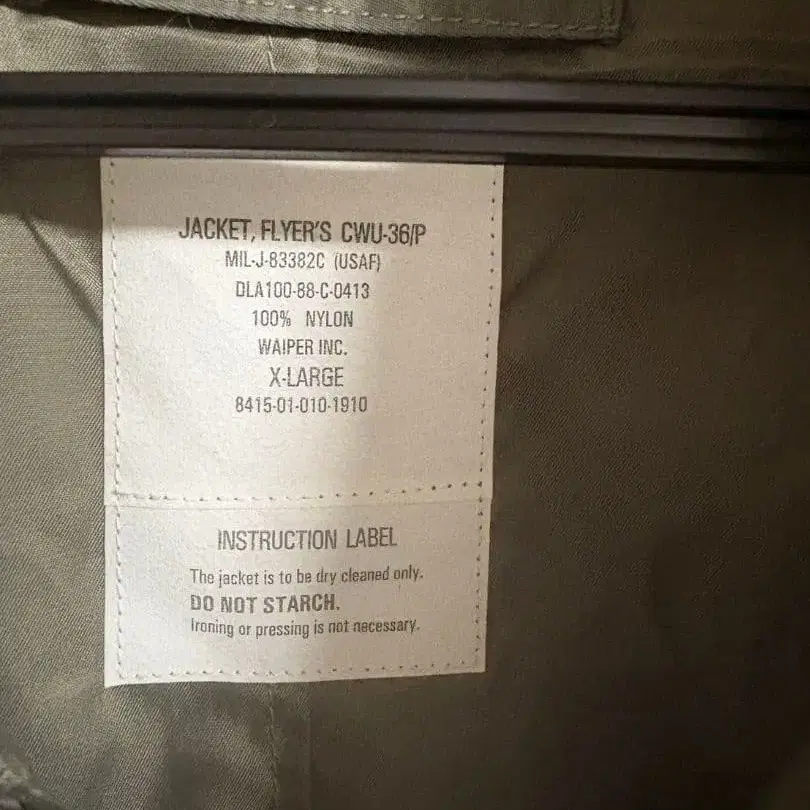 JACKET, FLYER'S CWU-36/P
MIL-J-83382C (USAF)
DLA100-88-C-0413
100% NYLON
WAIPER INC.
X-LARGE
8415-01-010-1910
INSTRUCTION LABEL
The jacket is to be dry cleaned only.
DO NOT STARCH.
Ironing or pressing is not necessary.